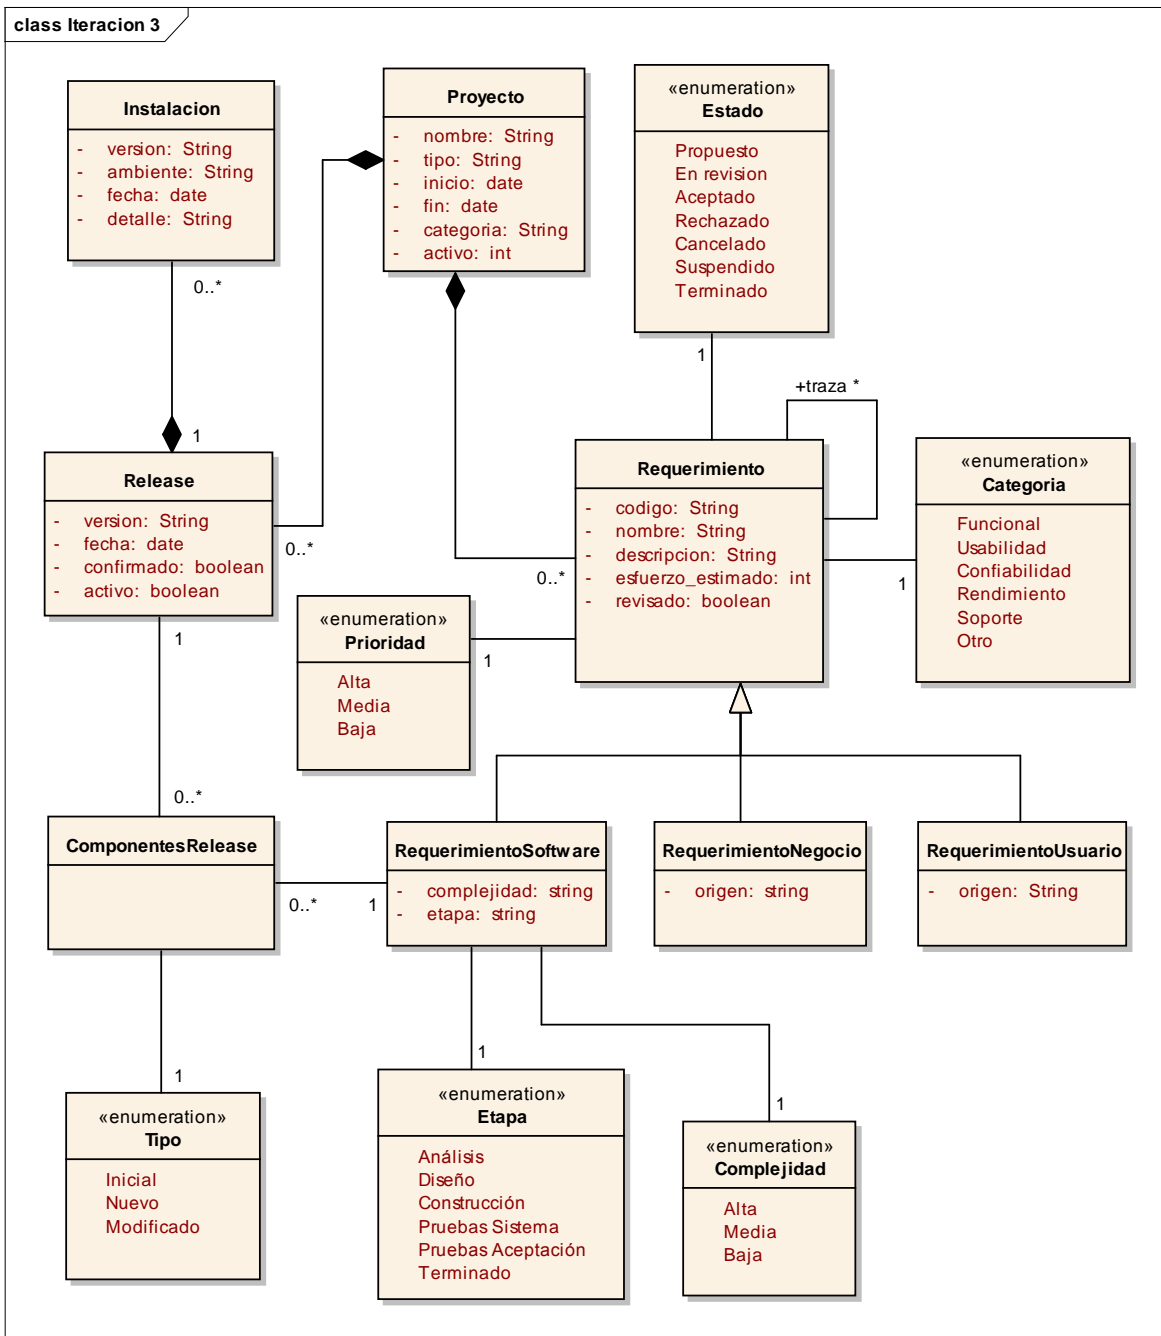 class Iteracion 3
Instalacion
- version: String
- ambiente: String
- fecha: date
- detalle: String
Proyecto
- nombre: String
- tipo: String
- inicio: date
- fin: date
- categoria: String
- activo: int
«enumeration»
Estado
Propuesto
En revision
Aceptado
Rechazado
Cancelado
Suspendido
Terminado
0..*
1
1
+traza *
Release
- version: String
- fecha: date
- confirmado: boolean
- activo: boolean
0..*
Requerimiento
- codigo: String
- nombre: String
- descripcion: String
- esfuerzo_estimado: int
- revisado: boolean
0..*
«enumeration»
Categoria
Funcional
Usabilidad
Confiabilidad
Rendimiento
Soporte
Otro
1
«enumeration»
Prioridad
Alta
Media
Baja
1
1
0..*
ComponentesRelease
0..*
1
RequerimientoSoftware
- complejidad: string
- etapa: string
RequerimientoNegocio
- origen: string
RequerimientoUsuario
- origen: String
1
1
1
«enumeration»
Tipo
Inicial
Nuevo
Modificado
«enumeration»
Etapa
Análisis
Diseño
Construcción
Pruebas Sistema
Pruebas Aceptación
Terminado
«enumeration»
Complejidad
Alta
Media
Baja